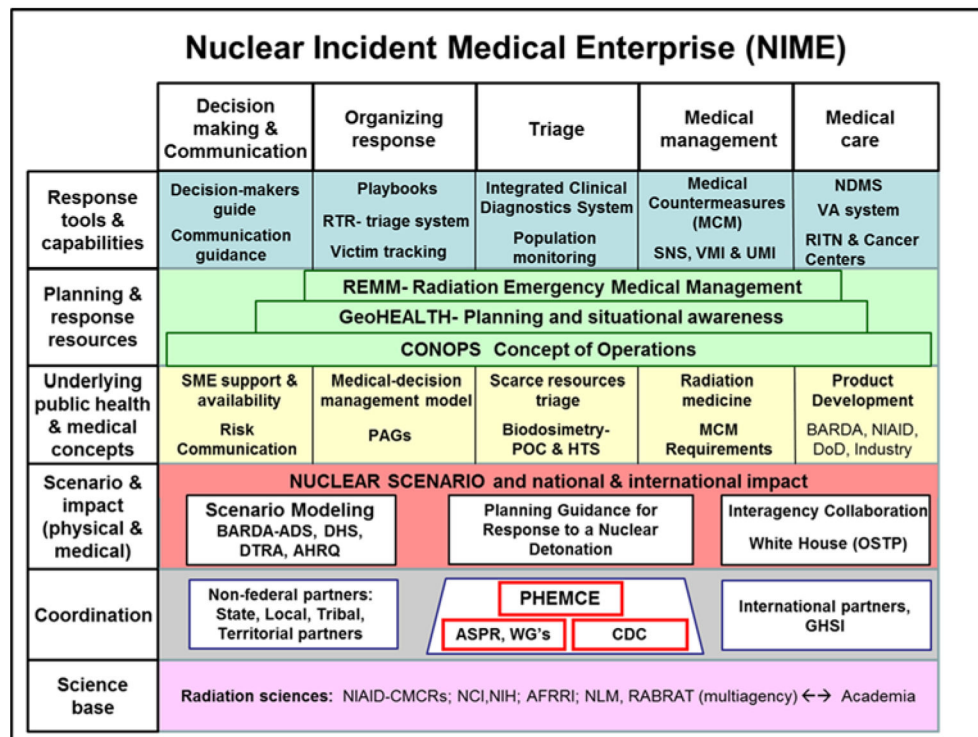 Nuclear Incident Medical Enterprise (NIME)
Decision
making &
Communication
Organizing
response
Triage
Medical
management
Medical
care
Response
tools &
capabilities
Decision-makers
guide
Communication
guidance
Playbooks
RTR- triage system
Victim tracking
Integrated Clinical
Diagnostics System
Population
monitoring
Medical
Countermeasures
(MCM)
SNS, VMI & UMI
NDMS
VA system
RITN & Cancer
Centers
Planning &
response
resources
REMM- Radiation Emergency Medical Management
GeoHEALTH- Planning and situational awareness
CONOPS Concept of Operations
Underlying
public health
& medical
concepts
SME support &
availability
Risk
Communication
Medical-decision
management model
PAGs
Scarce resources
triage
Biodosimetry-
POC & HTS
Radiation
medicine
MCM
Requirements
Product
Development
BARDA, NIAID,
DoD, Industry
Scenario &
impact
(physical &
medical)
NUCLEAR SCENARIO and national & international impact
Scenario Modeling
BARDA-ADS, DHS,
DTRA, AHRQ
Planning Guidance for
Response to a Nuclear
Detonation
Interagency Collaboration
White House (OSTP)
Coordination
Non-federal partners:
State, Local, Tribal,
Territorial partners
PHEMCE
ASPR, WG's
CDC
International partners,
GHSI
Science
base
Radiation sciences: NIAID-CMCRs; NCI,NIH; AFRRI; NLM, RABRAT (multiagency) ←→ Academia